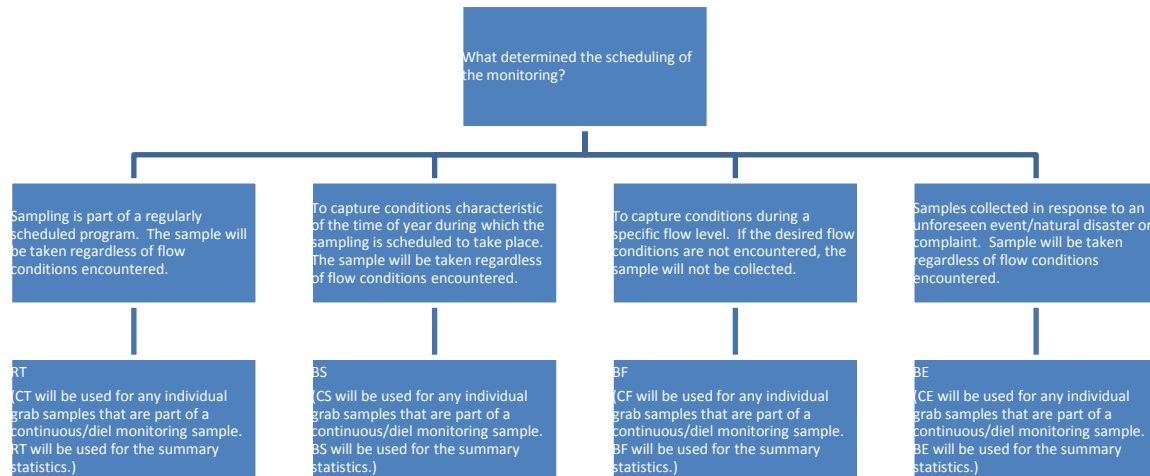 What determined the scheduling of
the monitoring?
Sampling is part of a regularly
scheduled program.  The sample will
be taken regardless of flow
conditions encountered.
To capture conditions characteristic
of the time of year during which the
sampling is scheduled to take place.
The sample will be taken regardless
of flow conditions encountered.
To capture conditions during a
specific flow level.  If the desired flow
conditions are not encountered, the
sample will not be collected.
Samples collected in response to an
unforeseen event/natural disaster or
complaint.  Sample will be taken
regardless of flow conditions
encountered.
RT
(CT will be used for any individual
grab samples that are part of a
continuous/diel monitoring sample.
RT will be used for the summary
statistics.)
BS
(CS will be used for any individual
grab samples that are part of a
continuous/diel monitoring sample.
BS will be used for the summary
statistics.)
BF
(CF will be used for any individual
grab samples that are part of a
continuous/diel monitoring sample.
BF will be used for the summary
statistics.)
BE
(CE will be used for any individual
grab samples that are part of a
continuous/diel monitoring sample.
BE will be used for the summary
statistics.)